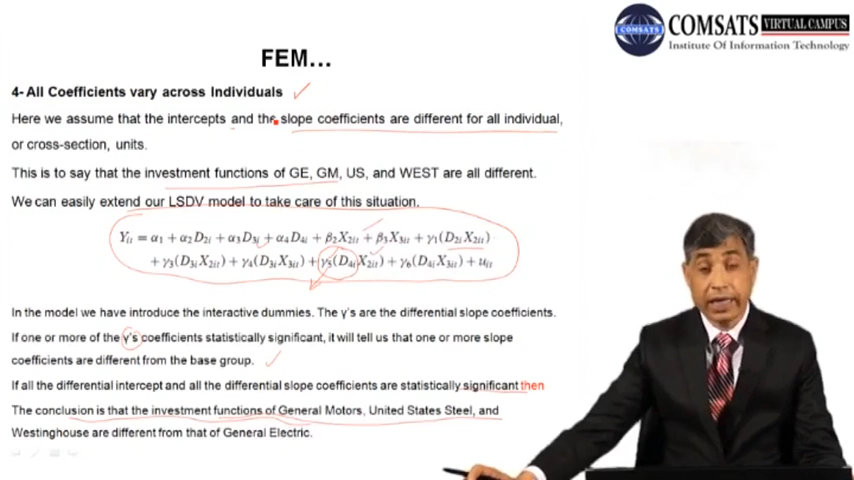 COMSATS VIRTUAL CAMPUS
Institute Of Information Technology
COMSATS
FEM…
4- All Coefficients vary across Individuals
Here we assume that the intercepts and the slope coefficients are different for all individual,
or cross-section, units.
This is to say that the investment functions of GE, GM, US, and WEST are all different.
We can easily extend our LSDV model to take care of this situation.
Yit = α1 + α2D2i + α3D3i + α4D4i + β2X2it + β3X3it + γ1(D2iX2it)
+ γ3(D3iX2it) + γ4(D3iX3it) + γ5(D4iX2it) + γ6(D4iX3it) + uit
In the model we have introduce the interactive dummies. The γ's are the differential slope coefficients.
If one or more of the γ's coefficients statistically significant, it will tell us that one or more slope
coefficients are different from the base group.
If all the differential intercept and all the differential slope coefficients are statistically significant then
The conclusion is that the investment functions of General Motors, United States Steel, and
Westinghouse are different from that of General Electric.